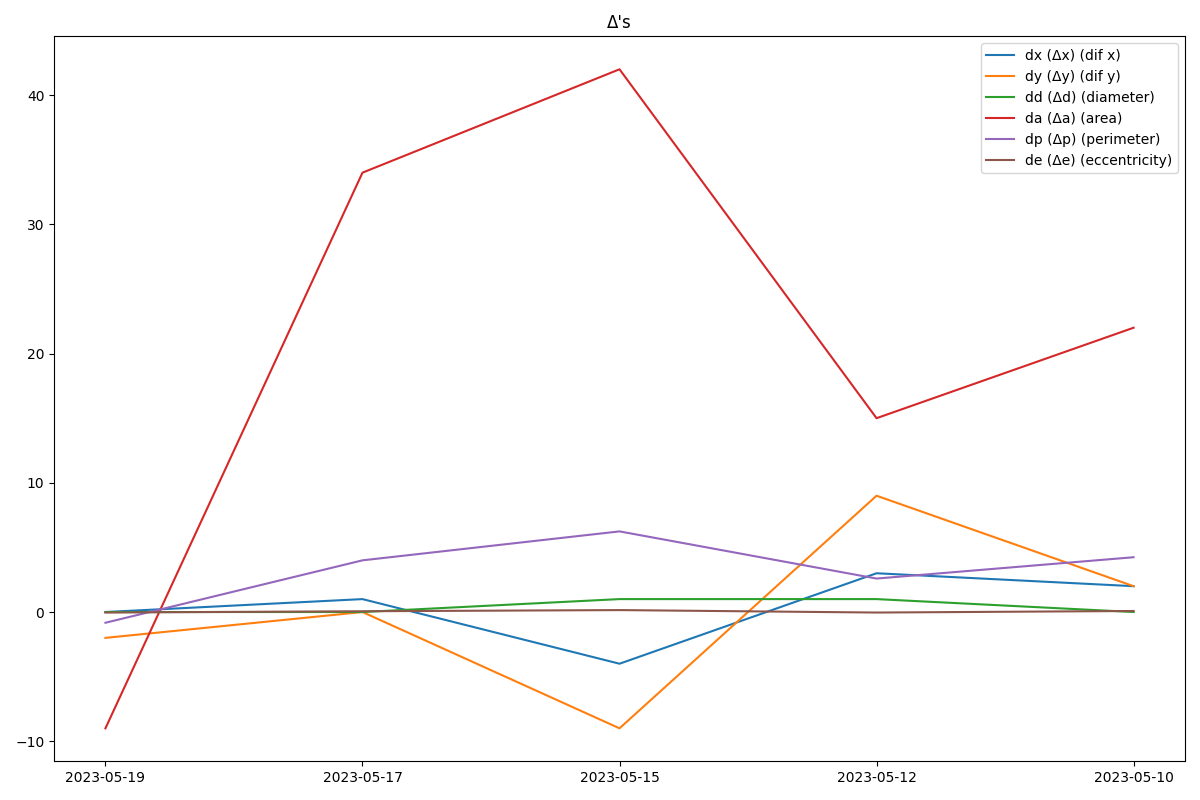 Δ's
dx (Δx) (dif x)
dy (Δy) (dif y)
dd (Δd) (diameter)
da (Δa) (area)
dp (Δp) (perimeter)
de (Δe) (eccentricity)
40
30
20
10
0
−10
2023-05-19 2023-05-17 2023-05-15 2023-05-12 2023-05-10